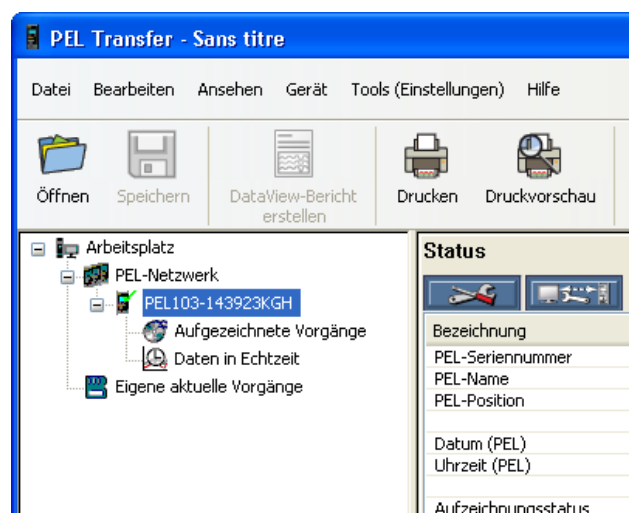 PEL Transfer - Sans titre
Datei Bearbeiten Ansehen Gerät Tools (Einstellungen) Hilfe
Öffnen Speichern DataView-Bericht erstellen Drucken Druckvorschau
Arbeitsplatz
PEL-Netzwerk
PEL103-143923KGH
Aufgezeichnete Vorgänge
Daten in Echtzeit
Eigene aktuelle Vorgänge
Status
Bezeichnung
PEL-Seriennummer
PEL-Name
PEL-Position
Datum (PEL)
Uhrzeit (PEL)
Aufzeichnungsstatus